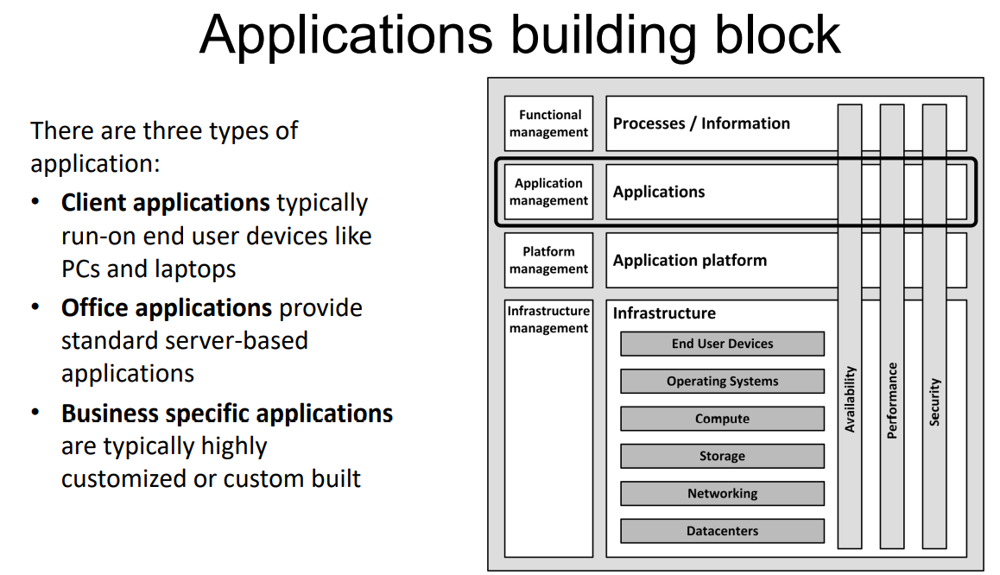 Applications building block
There are three types of
application:
• Client applications typically
run-on end user devices like
PCs and laptops
• Office applications provide
standard server-based
applications
• Business specific applications
are typically highly
customized or custom built
Functional
management
Processes / Information
Application
management
Applications
Platform
management
Application platform
Infrastructure
management
Infrastructure
End User Devices
Operating Systems
Compute
Storage
Networking
Datacenters
Availability
Performance
Security